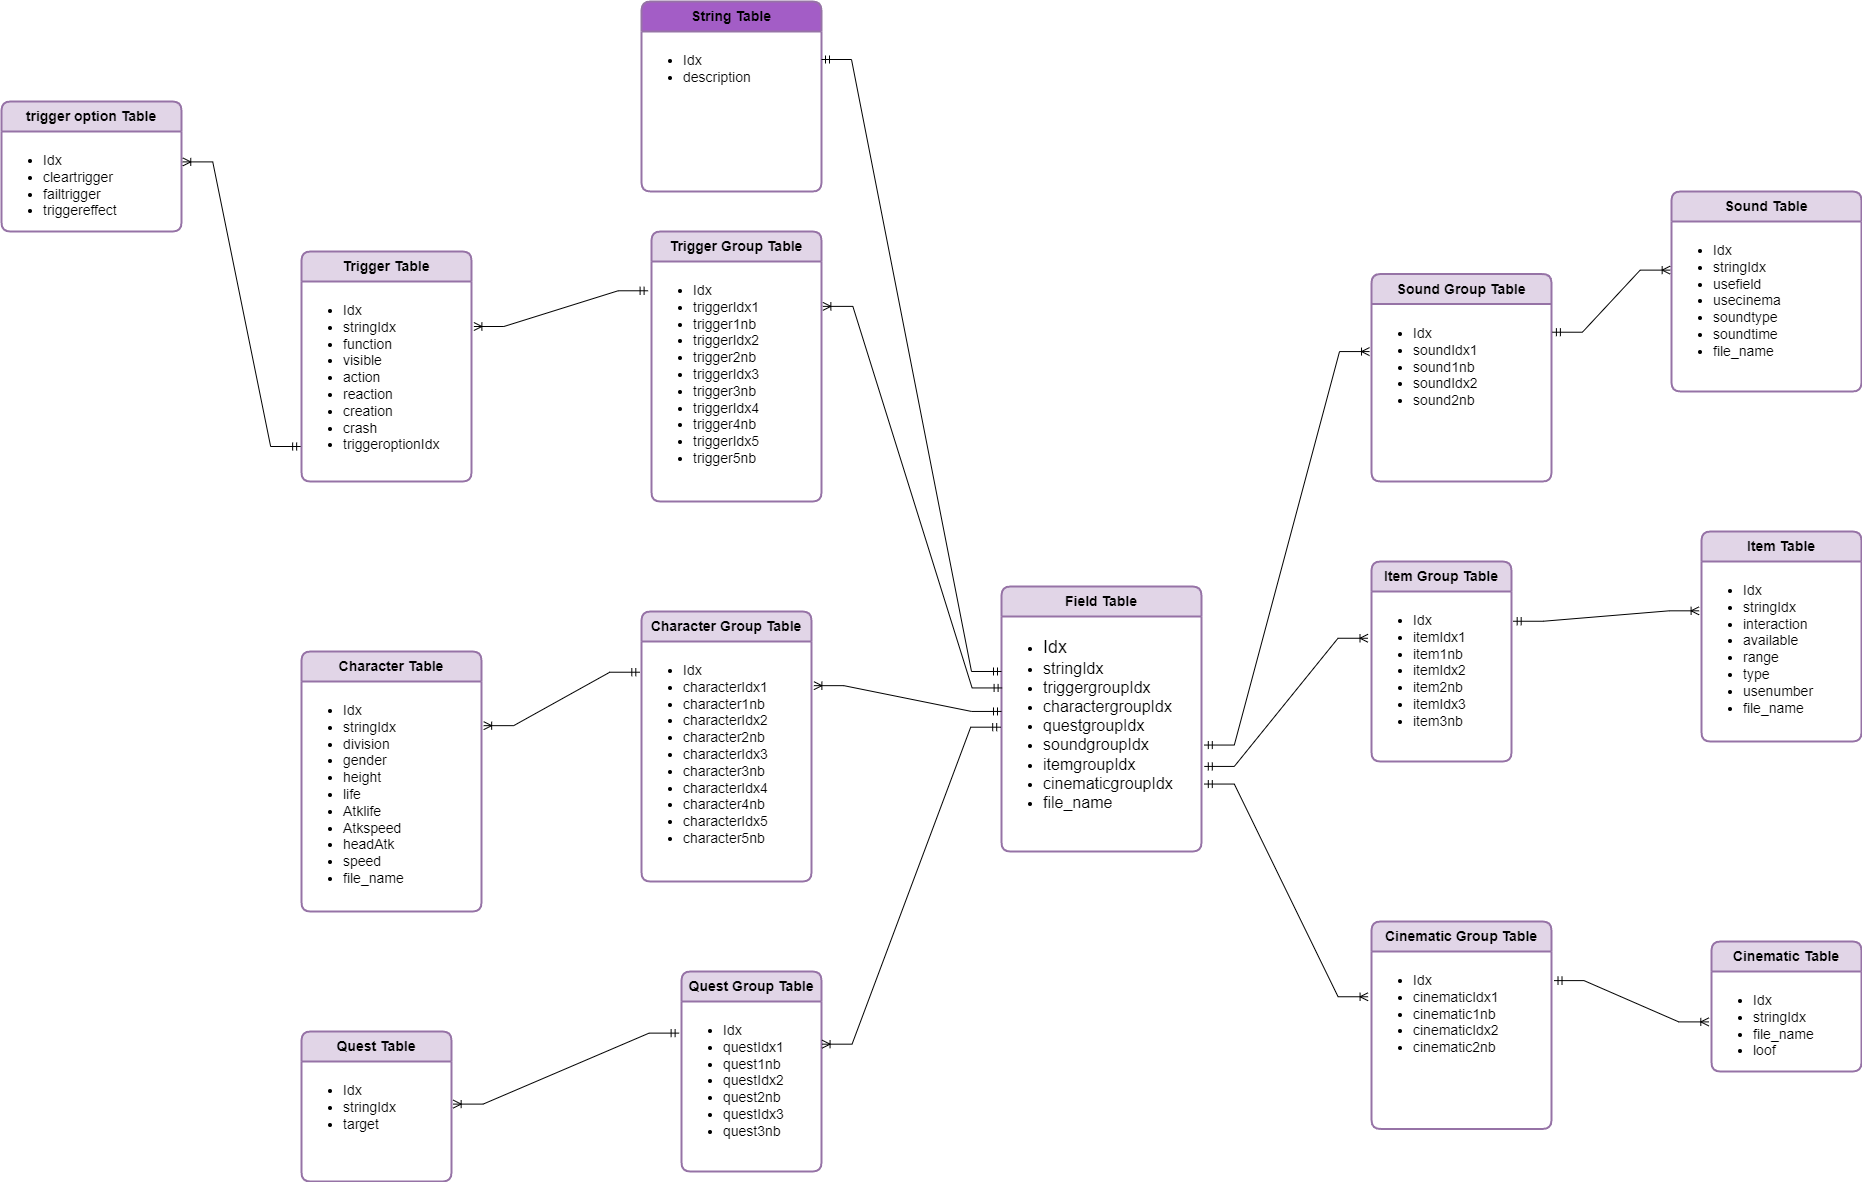 String Table
Idx
description
trigger option Table
Idx
cleartrigger
failtrigger
triggereffect
Trigger Table
Idx
stringIdx
function
visible
action
reaction
creation
crash
triggeroptionIdx
Trigger Group Table
Idx
triggerIdx1
trigger1nb
triggerIdx2
trigger2nb
triggerIdx3
trigger3nb
triggerIdx4
trigger4nb
triggerIdx5
trigger5nb
Sound Group Table
Idx
soundIdx1
sound1nb
soundIdx2
sound2nb
Sound Table
Idx
stringIdx
usefield
usecinema
soundtype
soundtime
file_name
Character Table
Idx
stringIdx
division
gender
height
life
Atklife
Atkspeed
headAtk
speed
file_name
Character Group Table
Idx
characterIdx1
character1nb
characterIdx2
character2nb
characterIdx3
character3nb
characterIdx4
character4nb
characterIdx5
character5nb
Field Table
Idx
stringIdx
triggergroupIdx
charactergroupIdx
questgroupIdx
soundgroupIdx
itemgroupIdx
cinematicgroupIdx
file_name
Item Group Table
Idx
itemIdx1
item1nb
itemIdx2
item2nb
itemIdx3
item3nb
Item Table
Idx
stringIdx
interaction
available
range
type
usenumber
file_name
Quest Table
Idx
stringIdx
target
Quest Group Table
Idx
questIdx1
quest1nb
questIdx2
quest2nb
questIdx3
quest3nb
Cinematic Group Table
Idx
cinematicIdx1
cinematic1nb
cinematicIdx2
cinematic2nb
Cinematic Table
Idx
stringIdx
file_name
loof